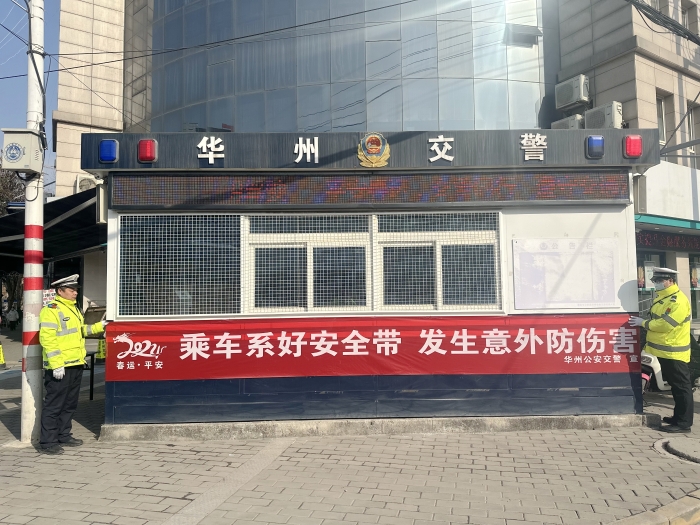 华州 交警
乘车系好安全带 发生意外防伤害
春运·平安
华州公安交警 宣